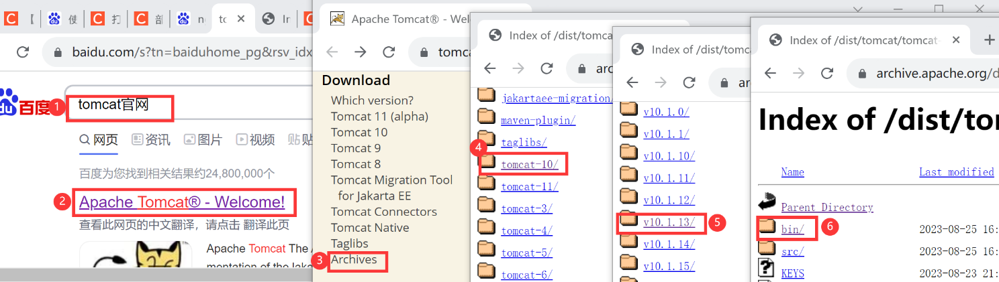 【
使
打
部
n
to
In
Apache Tomcat® - Wel
Index of /dist/tomca
Index of /dist/tomc
Index of /dist/tomcat/tomcat-
baidu.com/s?tn=baiduhome_pg&rsv_idx
tomca
arc
ar
archive.apache.org/d
1
百度
tomcat官网
网页
资讯
图片
视频
贴
百度为您找到相关结果约24,800,000个
2
Apache Tomcat® - Welcome!
查看此网页的中文翻译，请点击 翻译此页
Apache Tomcat The A
mentation of the Jaka
Download
Which version?
Tomcat 11 (alpha)
Tomcat 10
Tomcat 9
Tomcat 8
Tomcat Migration Tool
for Jakarta EE
Tomcat Connectors
Tomcat Native
Taglibs
3
Archives
jakartaee-migration/
maven-plugin/
taglibs/
4
tomcat-10/
tomcat-11/
tomcat-3/
tomcat-4/
tomcat-5/
tomcat-6/
v10.1.0/
v10.1.1/
v10.1.10/
v10.1.11/
v10.1.12/
v10.1.13/
5
v10.1.14/
v10.1.15/
Index of /dist/tom
Name Last modified
Parent Directory
bin/ 6 2023-08-25 16:
src/ 2023-08-25 16:
KEYS 2023-08-23 21: